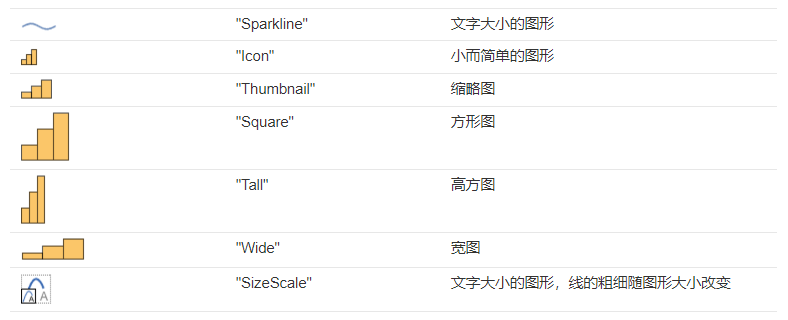 "Sparkline" 文字大小的图形
"Icon" 小而简单的图形
"Thumbnail" 缩略图
"Square" 方形图
"Tall" 高方图
"Wide" 宽图
"SizeScale" 文字大小的图形，线的粗细随图形大小改变
A A